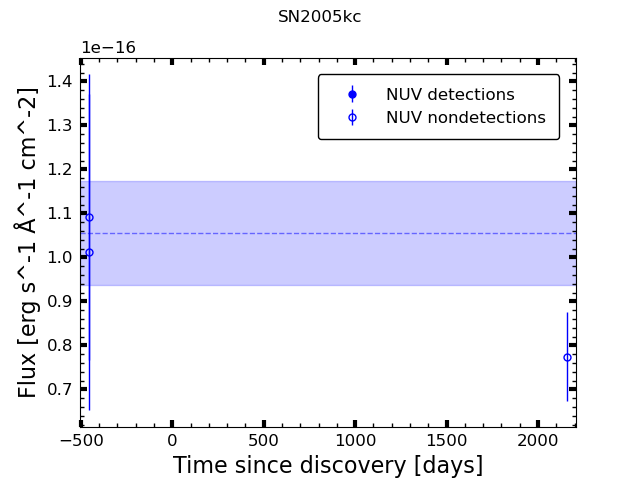 SN2005kc
1e−16
1.4
1.3
1.2
1.1
1.0
0.9
0.8
0.7
Flux [erg s^-1 Å^-1 cm^-2]
NUV detections
NUV nondetections
−500 0 500 1000 1500 2000
Time since discovery [days]